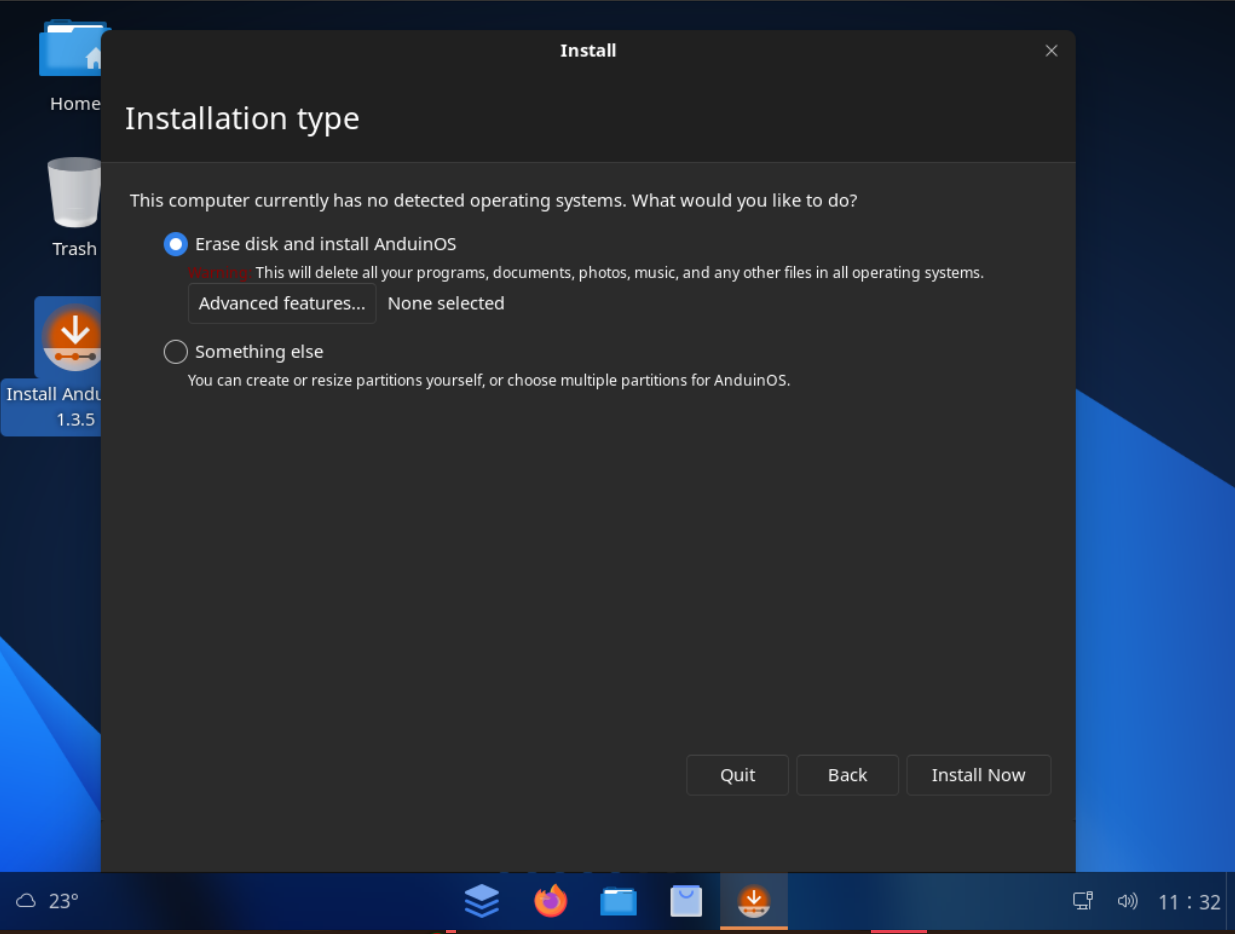 Install
Home
Installation type
This computer currently has no detected operating systems. What would you like to do?
Trash
Erase disk and install AnduinOS
Warning: This will delete all your programs, documents, photos, music, and any other files in all operating systems.
Advanced features... None selected
Something else
You can create or resize partitions yourself, or choose multiple partitions for AnduinOS.
Install Andu
1.3.5
Quit Back Install Now
23° 11 : 32